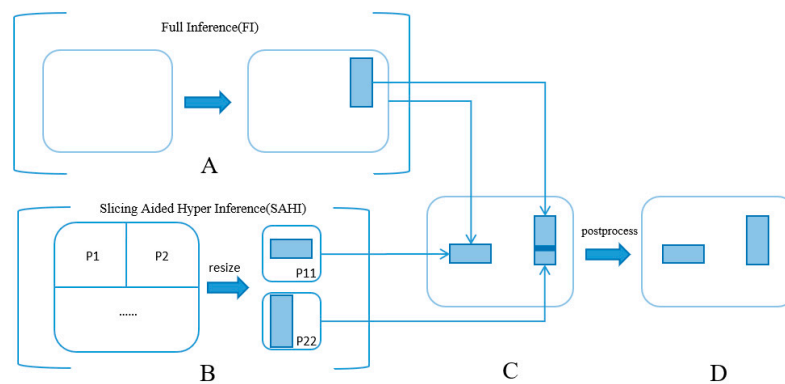 Full Inference(FI)
A
Slicing Aided Hyper Inference(SAHI)
P1
P2
......
resize
P11
P22
B
postprocess
C
D